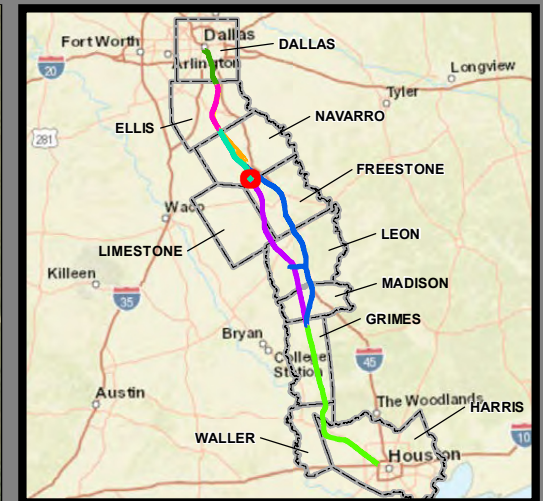 Fort Worth
Dallas
DALLAS
Arlington
20
Longview
Tyler
281
ELLIS
NAVARRO
FREESTONE
Waco
LEON
LIMESTONE
Killeen
MADISON
35
GRIMES
Bryan
College
Station
45
Austin
The Woodlands
HARRIS
WALLER
10
Houston